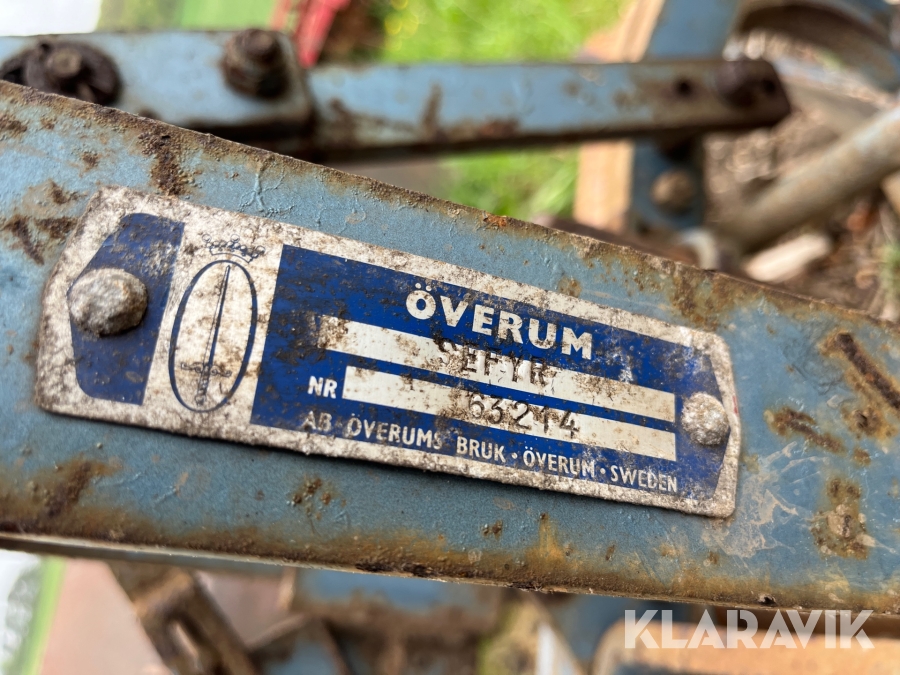 ÖVERUM
SEFYR
NR 63214
AB ÖVERUMS BRUK · ÖVERUM · SWEDEN
KLARAVIK